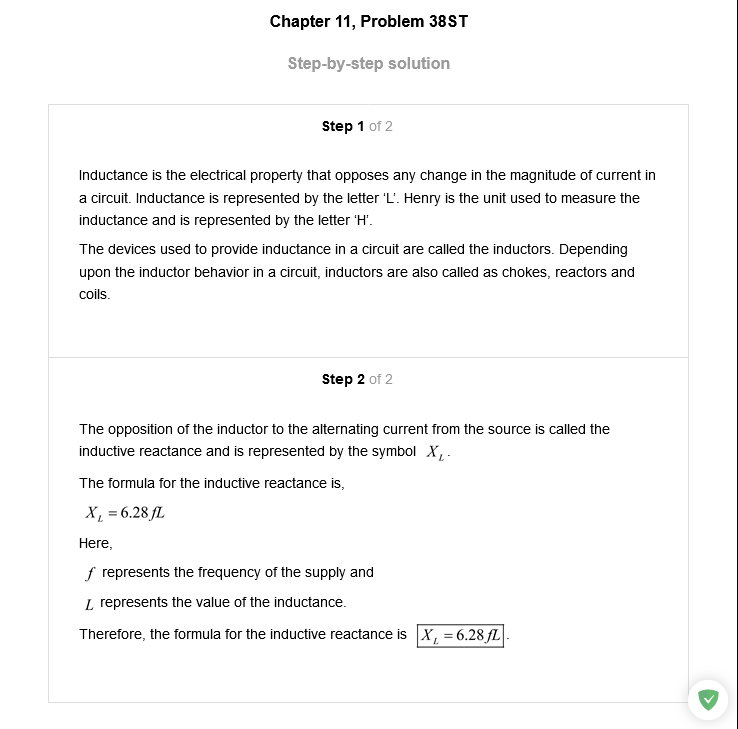 Chapter 11, Problem 38ST
Step-by-step solution
Step 1 of 2
Inductance is the electrical property that opposes any change in the magnitude of current in
a circuit. Inductance is represented by the letter ‘L’. Henry is the unit used to measure the
inductance and is represented by the letter ‘H’.
The devices used to provide inductance in a circuit are called the inductors. Depending
upon the inductor behavior in a circuit, inductors are also called as chokes, reactors and
coils.
Step 2 of 2
The opposition of the inductor to the alternating current from the source is called the
inductive reactance and is represented by the symbol X_L.
The formula for the inductive reactance is,
X_L = 6.28 fL
Here,
f represents the frequency of the supply and
L represents the value of the inductance.
Therefore, the formula for the inductive reactance is X_L = 6.28 fL.